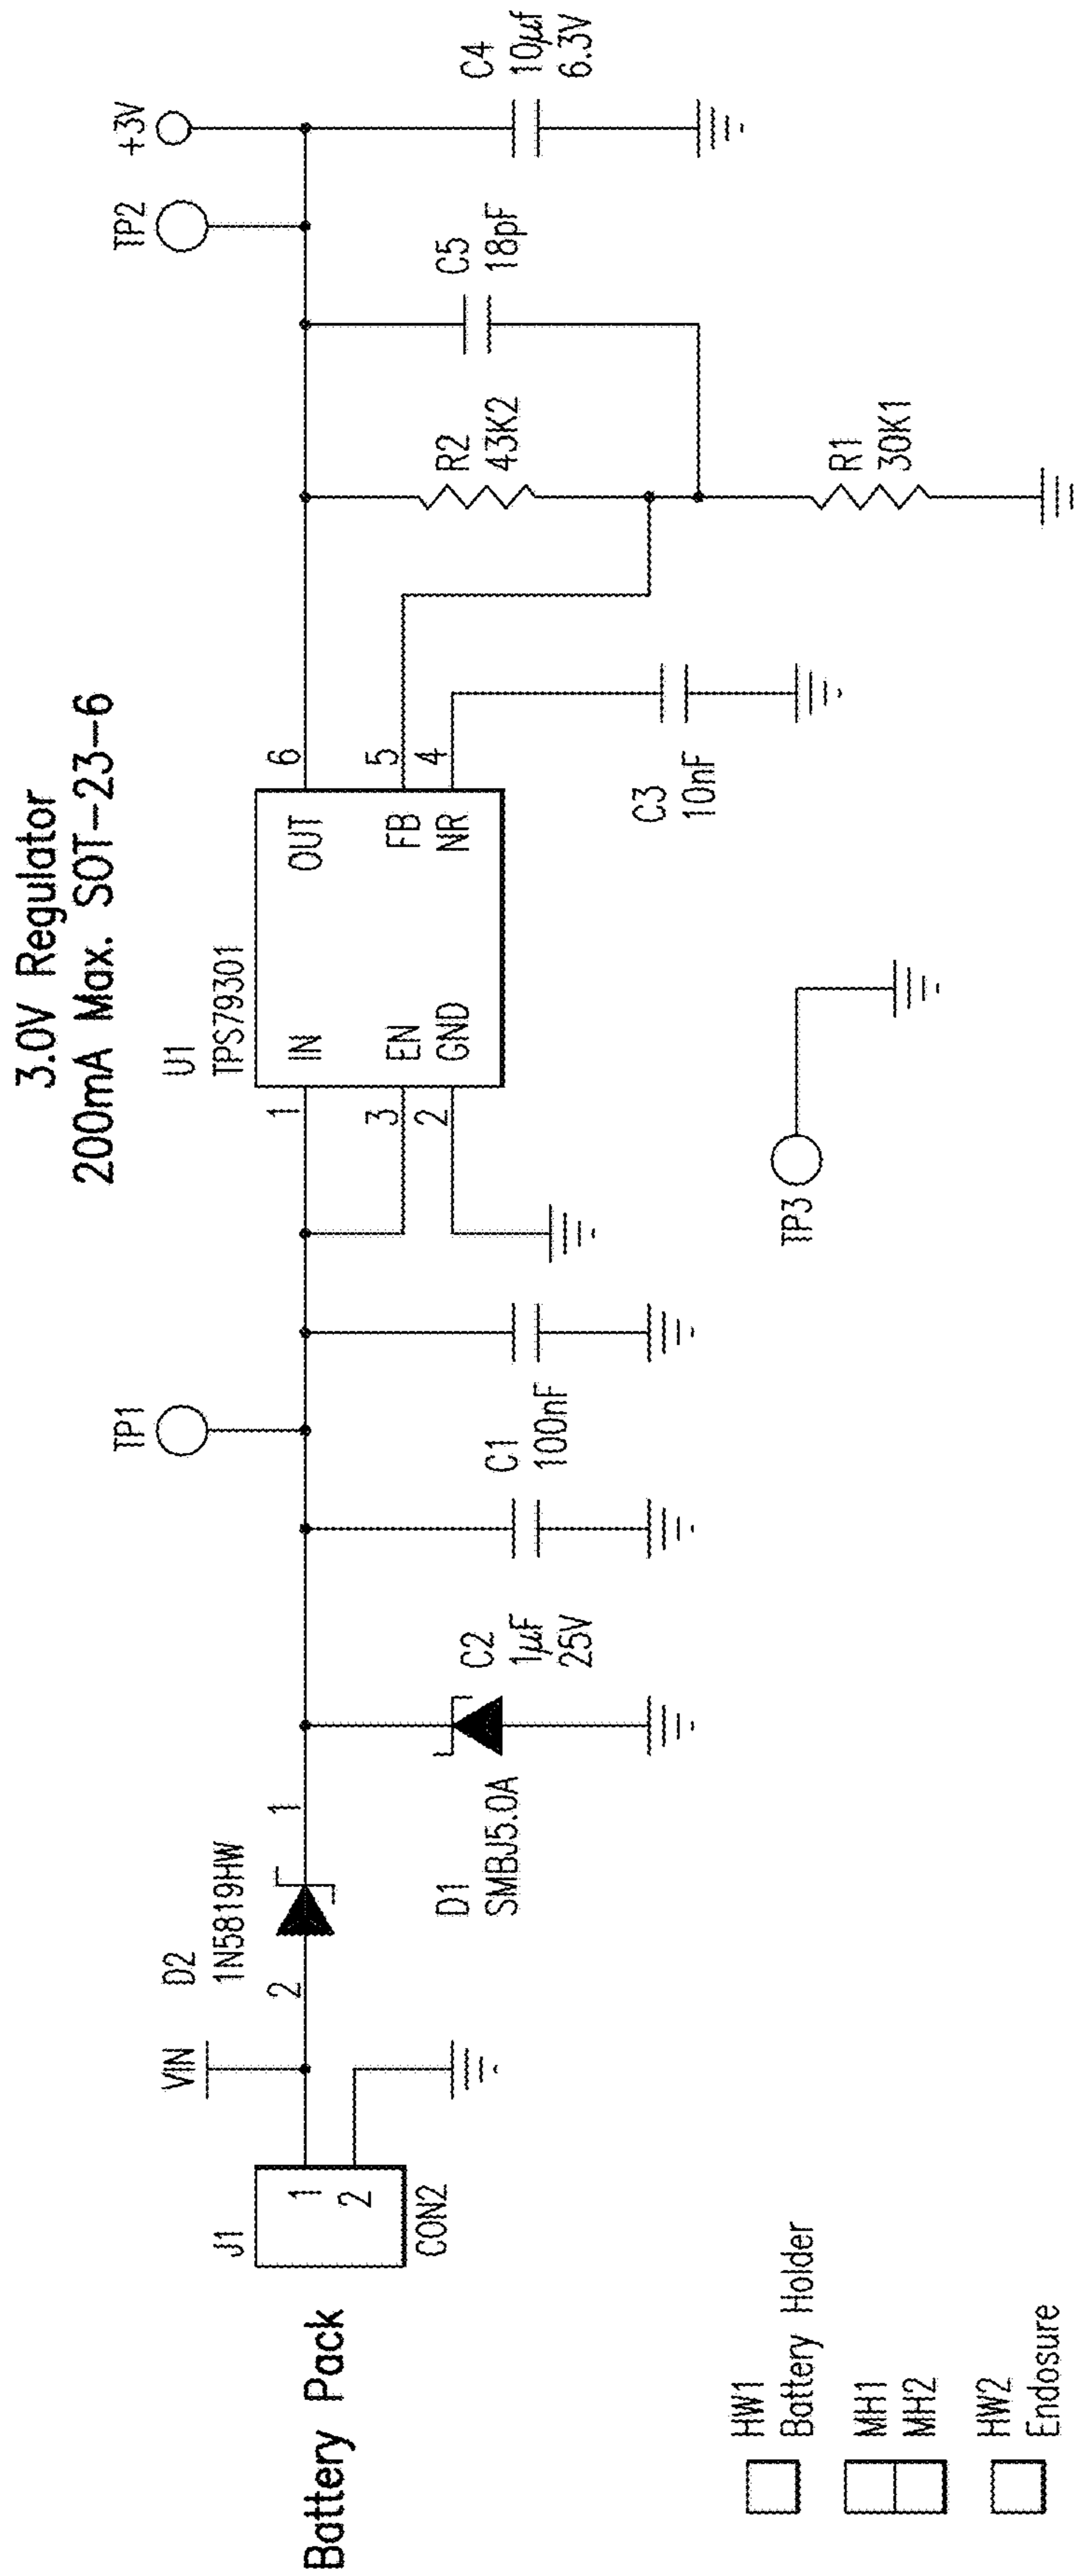 3.0V Regulator
200mA Max. SOT-23-6
Battery Pack
J1
1
2
CON2
VIN
D2
1N5819HW
2
1
D1
SMBJ5.0A
C2
1µF
25V
C1
100nF
TP1
U1
TPS79301
1
3
2
IN
EN
GND
OUT
FB
NR
6
5
4
C3
10nF
R2
43K2
R1
30K1
C5
18pF
TP2
+3V
C4
10µf
6.3V
TP3
HW1
Battery Holder
MH1
MH2
HW2
Endosure